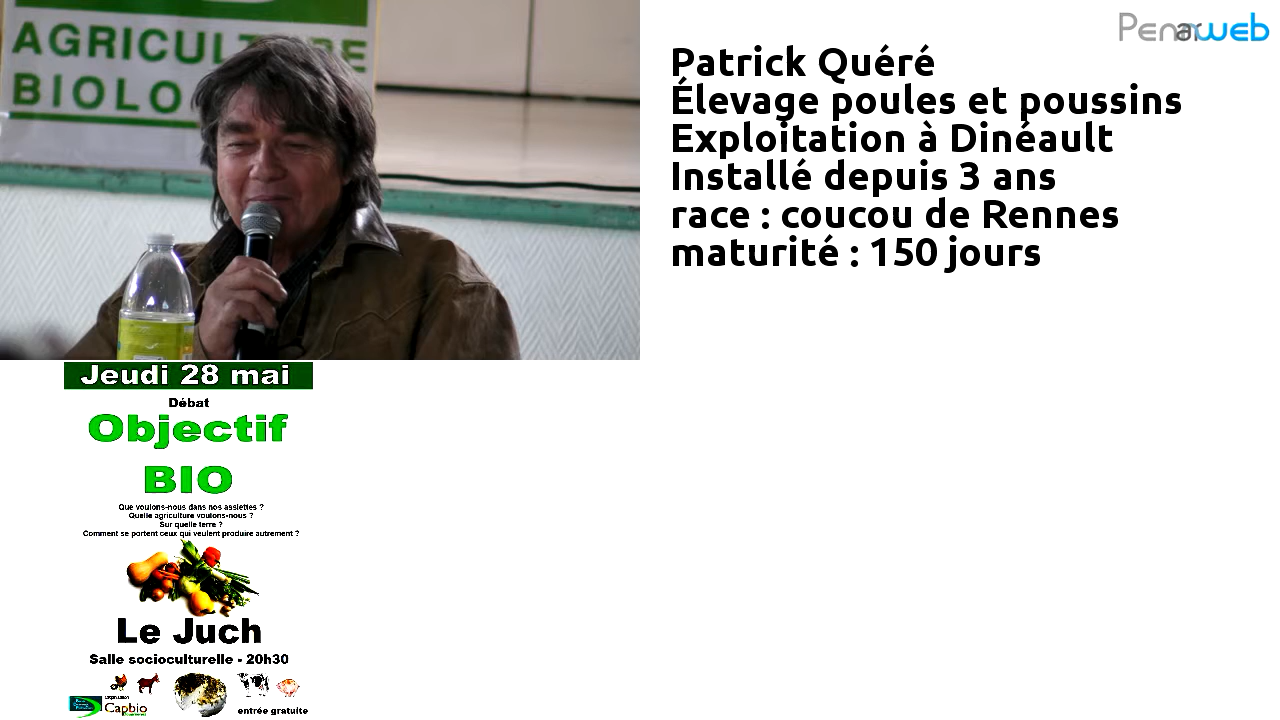 AGRICULTURE
BIOLO
Penarweb
Patrick Quéré
Élevage poules et poussins
Exploitation à Dinéault
Installé depuis 3 ans
race : coucou de Rennes
maturité : 150 jours
Jeudi 28 mai
Débat
Objectif
BIO
Que voulons-nous dans nos assiettes ?
Quelle agriculture voulons-nous ?
Sur quelle terre ?
Comment se portent ceux qui veulent produire autrement ?
Le Juch
Salle socioculturelle - 20h30
Capbio
entrée gratuite